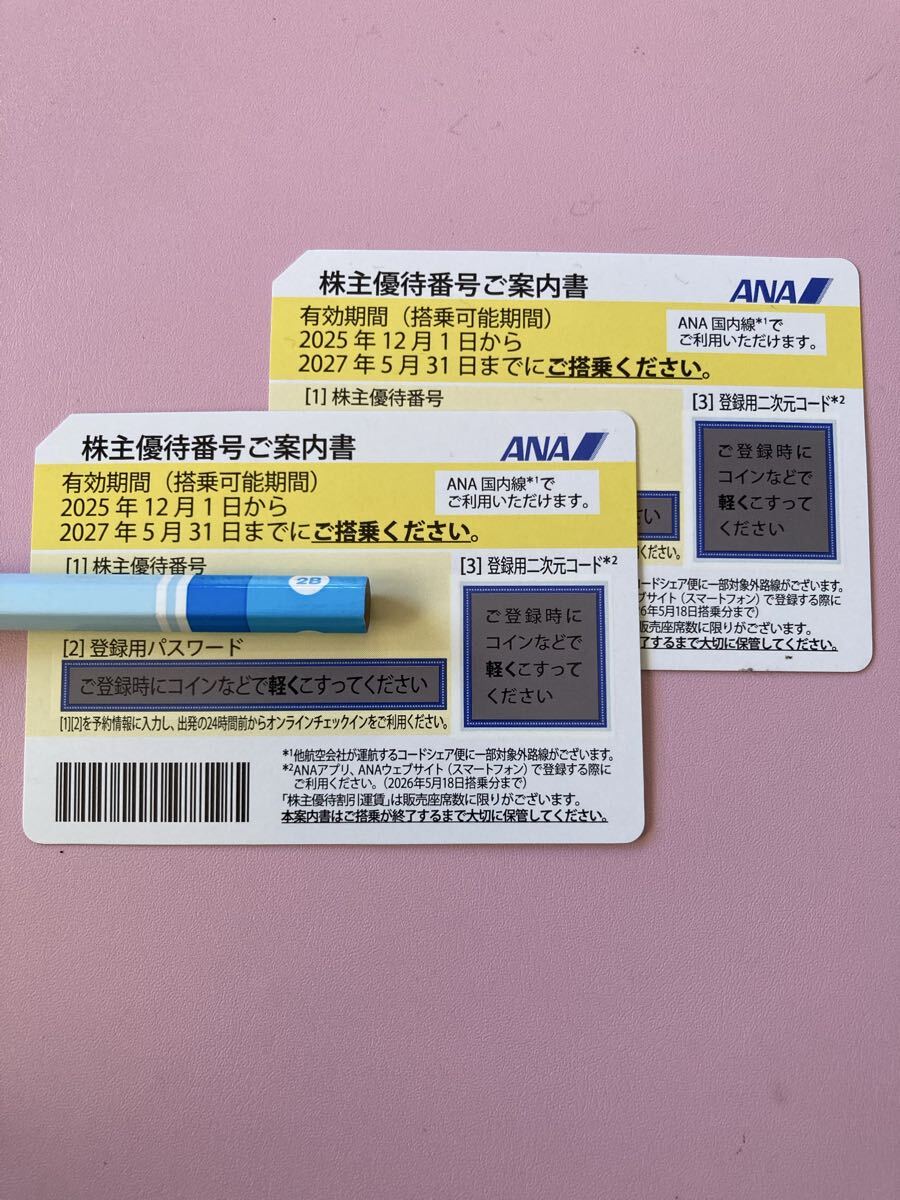 株主優待番号ご案内書
ANA
有効期間（搭乗可能期間）
2025年12月1日から
2027年5月31日までにご搭乗ください。
ANA国内線*1で
ご利用いただけます。
[1] 株主優待番号
[3] 登録用二次元コード*2
ご登録時に
コインなどで
軽くこすって
ください
い
ください。
コードシェア便に一部対象外路線がございます。
ブサイト（スマートフォン）で登録する際に
26年5月18日搭乗分まで）
販売座席数に限りがございます。
了するまで大切に保管してください。
株主優待番号ご案内書
ANA
有効期間（搭乗可能期間）
2025年12月1日から
2027年5月31日までにご搭乗ください。
ANA国内線*1で
ご利用いただけます。
[1] 株主優待番号
2B
[2] 登録用パスワード
ご登録時にコインなどで軽くこすってください
[1][2]を予約情報に入力し、出発の24時間前からオンラインチェックインをご利用ください。
[3] 登録用二次元コード*2
ご登録時に
コインなどで
軽くこすって
ください
*1他航空会社が運航するコードシェア便に一部対象外路線がございます。
*2ANAアプリ、ANAウェブサイト（スマートフォン）で登録する際に
ご利用ください。（2026年5月18日搭乗分まで）
「株主優待割引運賃」は販売座席数に限りがございます。
本案内書はご搭乗が終了するまで大切に保管してください。